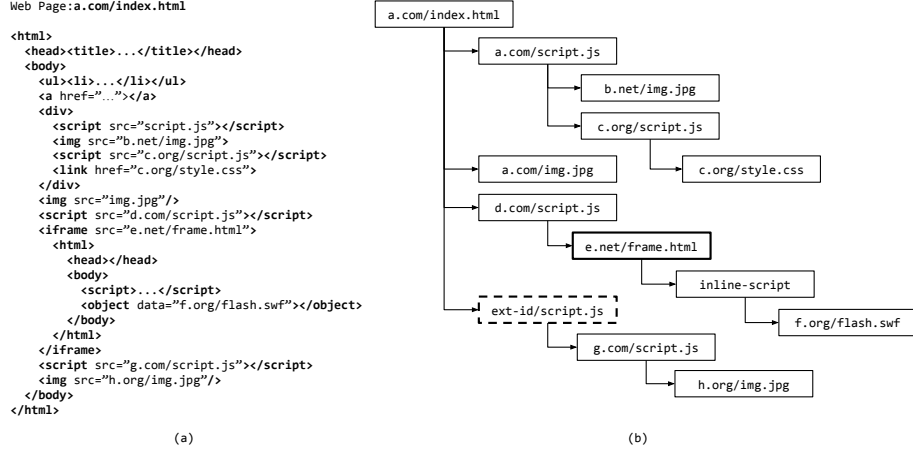 Web Page:a.com/index.html
<html>
<head><title>...</title></head>
<body>
<ul><li>...</li></ul>
<a href=”…”></a>
<div>
<script src=”script.js”></script>
<img src=”b.net/img.jpg”>
<script src=”c.org/script.js”></script>
<link href=”c.org/style.css”>
</div>
<img src=”img.jpg”/>
<script src=”d.com/script.js”></script>
<iframe src=”e.net/frame.html”>
<html>
<head></head>
<body>
<script>...</script>
<object data=”f.org/flash.swf”></object>
</body>
</html>
</iframe>
<script src=”g.com/script.js”></script>
<img src=”h.org/img.jpg”/>
</body>
</html>
(a)
a.com/index.html
a.com/script.js
b.net/img.jpg
c.org/script.js
c.org/style.css
a.com/img.jpg
d.com/script.js
e.net/frame.html
inline-script
f.org/flash.swf
ext-id/script.js
g.com/script.js
h.org/img.jpg
(b)